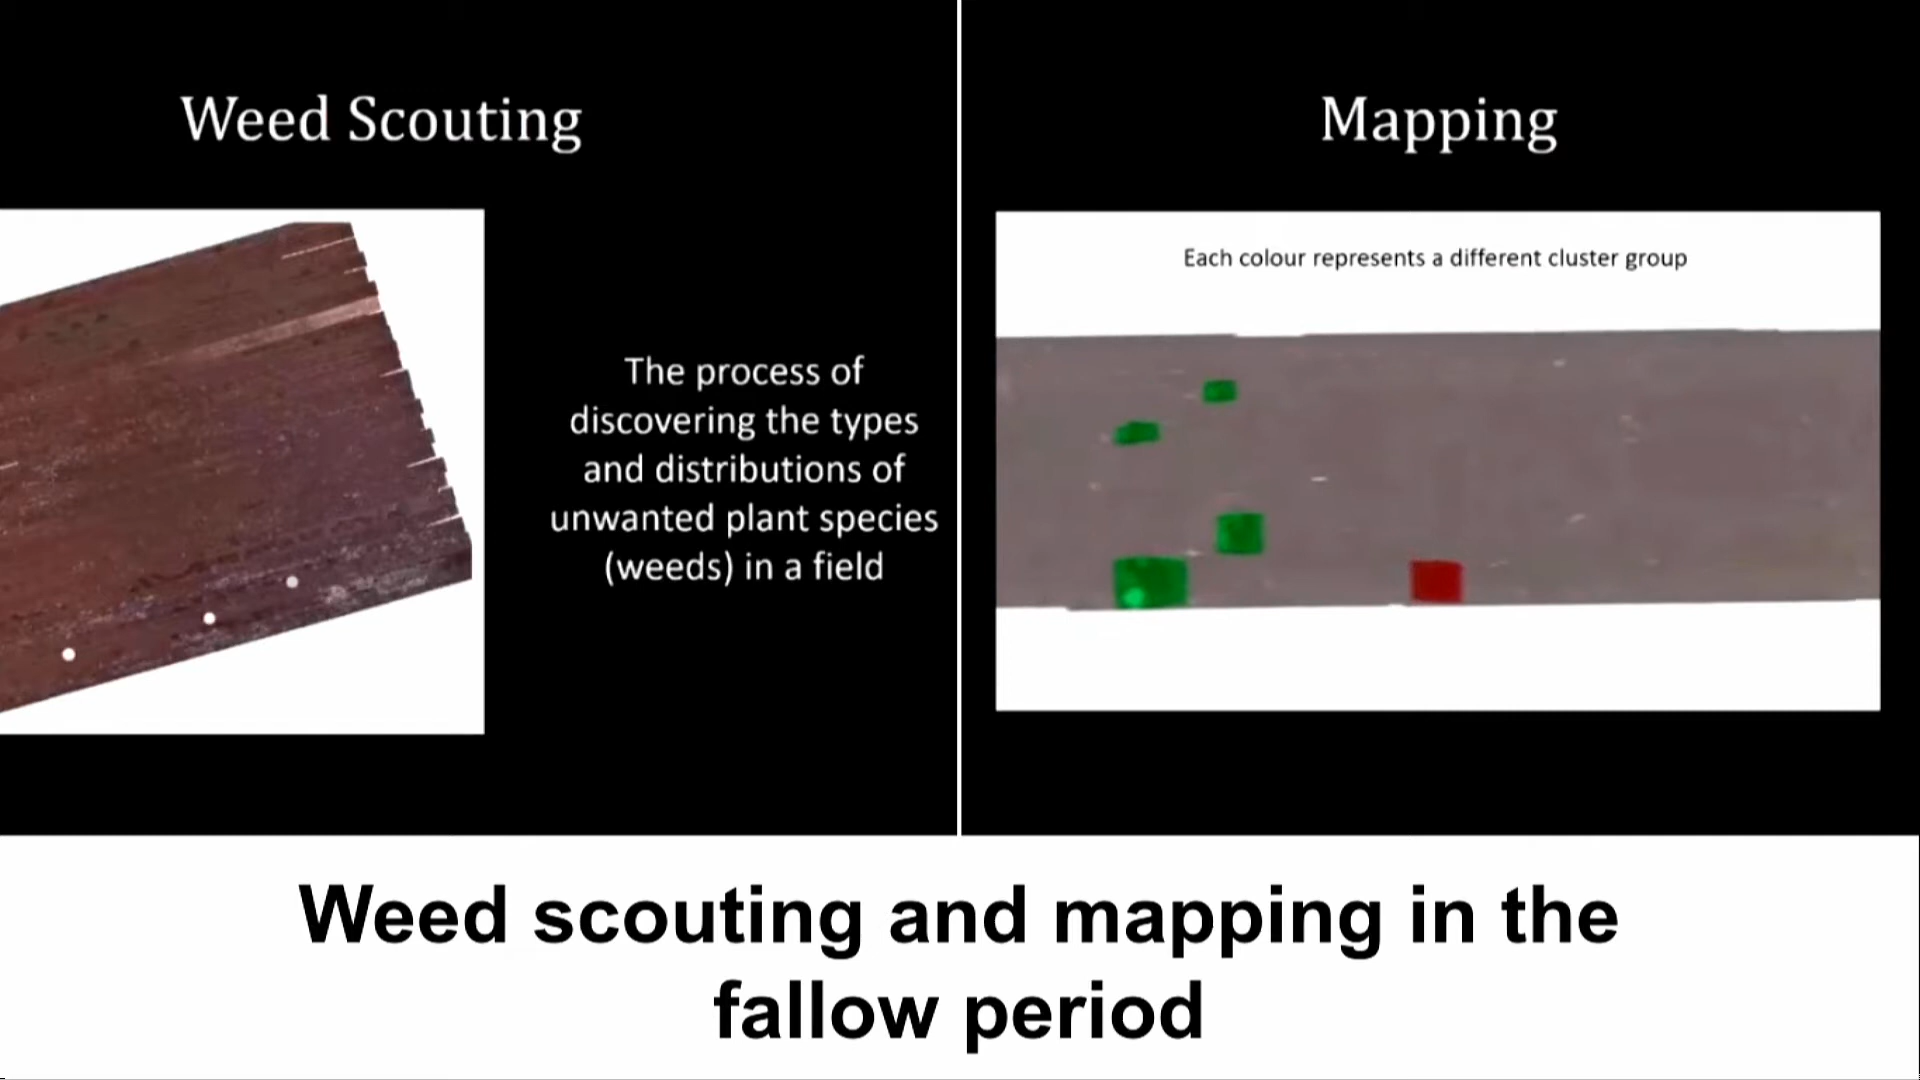 Weed Scouting
The process of
discovering the types
and distributions of
unwanted plant species
(weeds) in a field
Mapping
Each colour represents a different cluster group
Weed scouting and mapping in the
fallow period